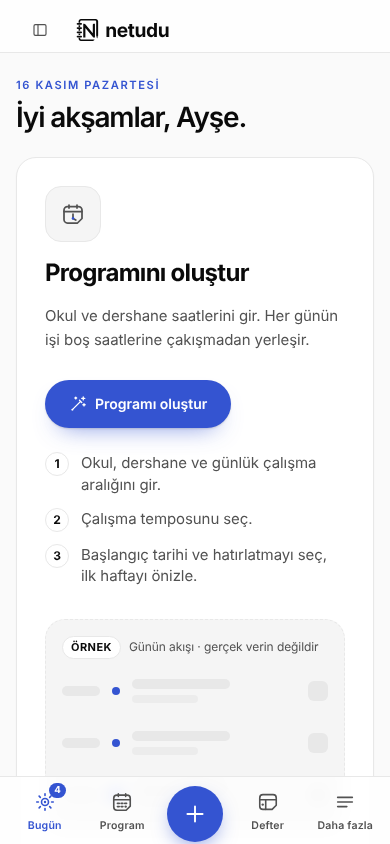 netudu
16 KASIM PAZARTESİ
İyi akşamlar, Ayşe.
Programını oluştur
Okul ve dershane saatlerini gir. Her günün
işi boş saatlerine çakışmadan yerleşir.
Programı oluştur
1 Okul, dershane ve günlük çalışma
aralığını gir.
2 Çalışma temposunu seç.
3 Başlangıç tarihi ve hatırlatmayı seç,
ilk haftayı önizle.
ÖRNEK Günün akışı · gerçek verin değildir
4
Bugün Program Defter Daha fazla